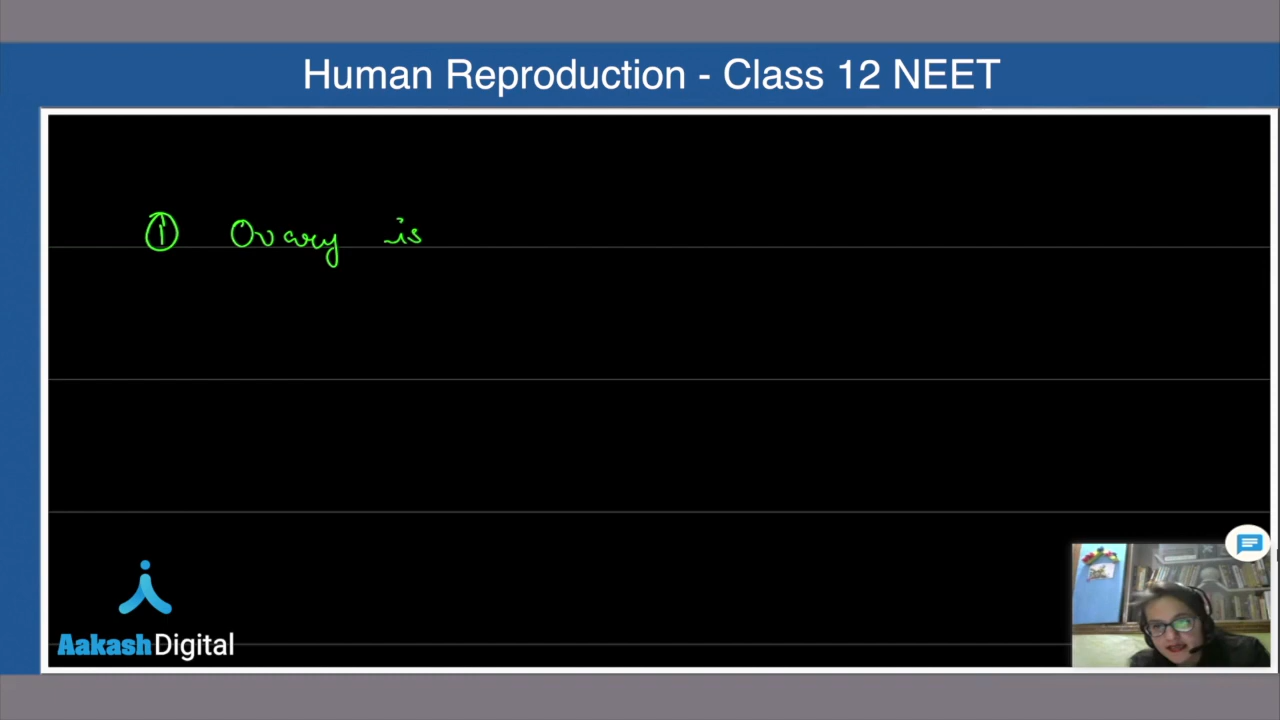 Human Reproduction - Class 12 NEET
① Ovary is
Aakash Digital